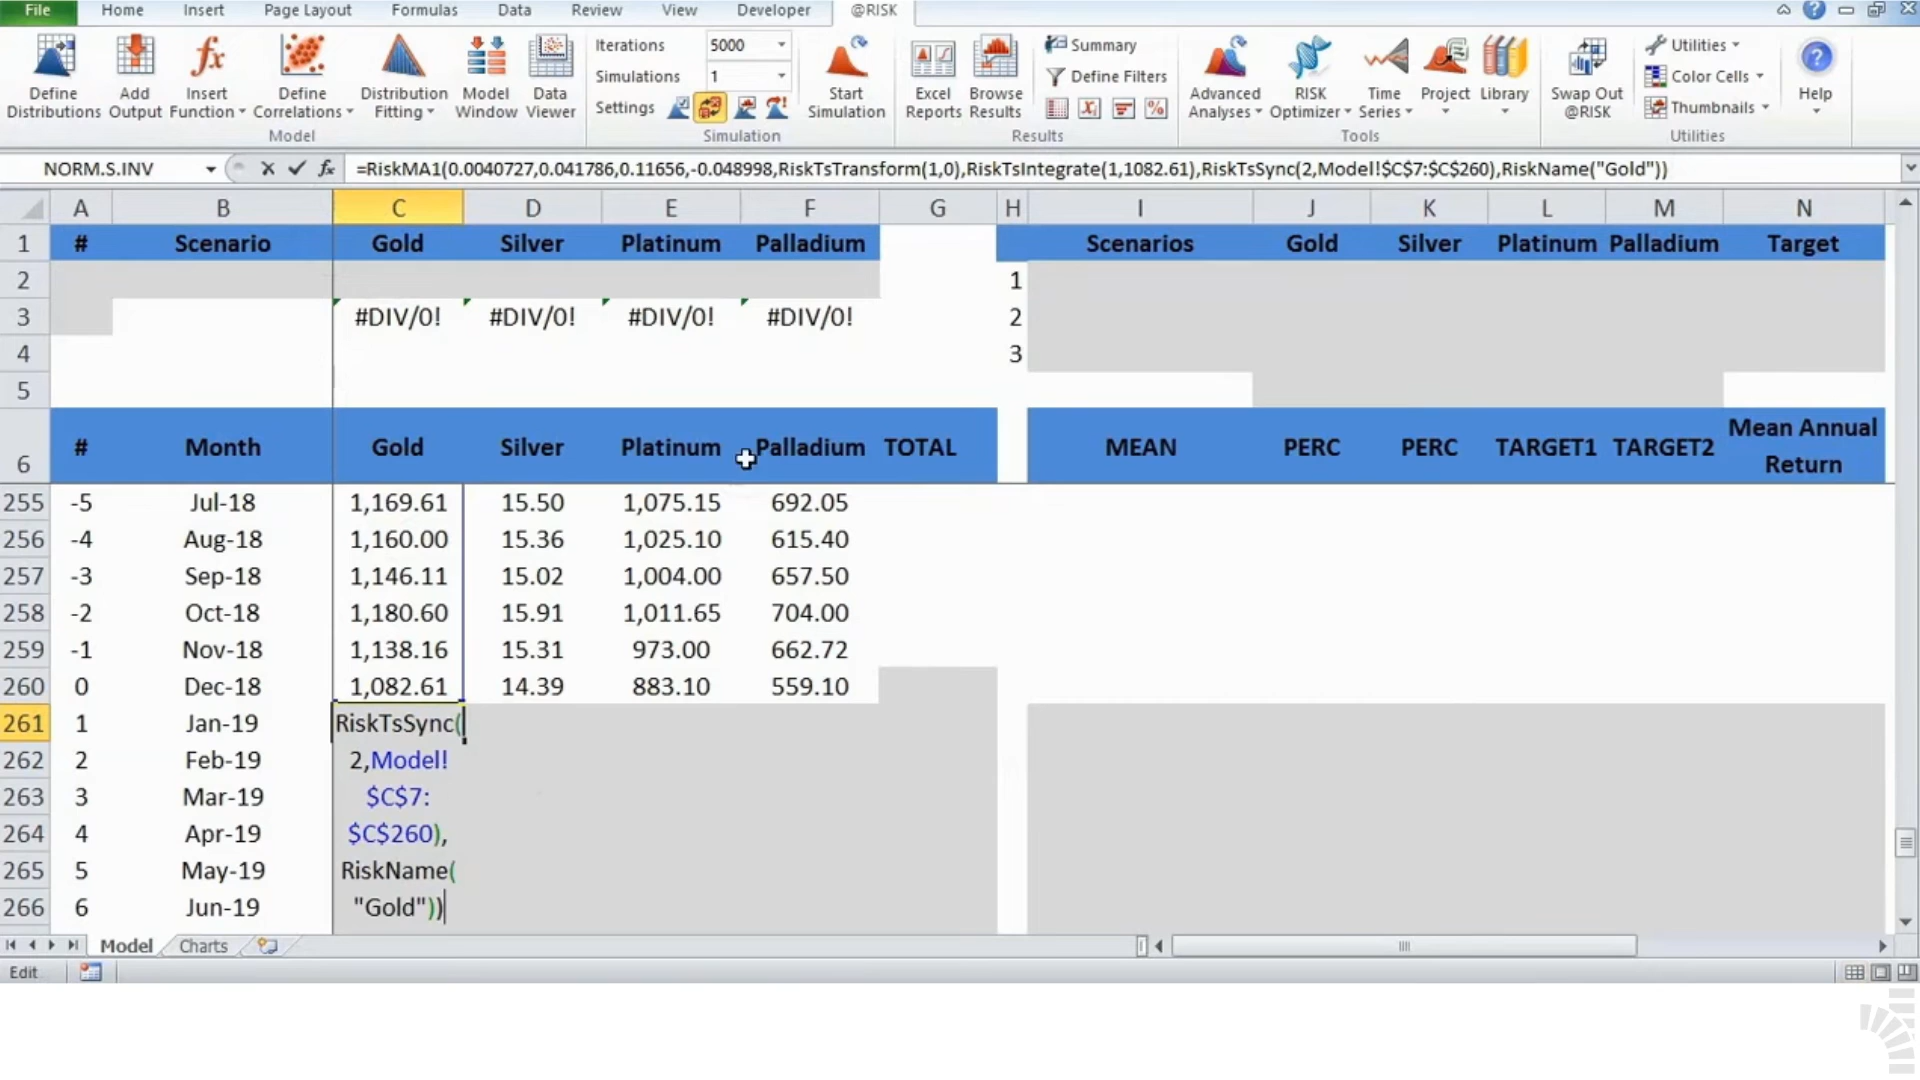 File Home Insert Page Layout Formulas Data Review View Developer @RISK
Define Distributions
Add Output
Insert Function
Define Correlations
Distribution Fitting
Model Window
Data Viewer
Model
Iterations 5000
Simulations 1
Settings
Start Simulation
Simulation
Excel Reports
Browse Results
Summary
Define Filters
Results
Advanced Analyses
RISK Optimizer
Time Series
Project
Library
Tools
Swap Out @RISK
Utilities
Color Cells
Thumbnails
Utilities
Help
NORM.S.INV fx =RiskMA1(0.0040727,0.041786,0.11656,-0.048998,RiskTsTransform(1,0),RiskTsIntegrate(1,1082.61),RiskTsSync(2,Model!$C$7:$C$260),RiskName("Gold"))
A B C D E F G H I J K L M N
1 # Scenario Gold Silver Platinum Palladium Scenarios Gold Silver Platinum Palladium Target
2 1
3 #DIV/0! #DIV/0! #DIV/0! #DIV/0! 2
4 3
5
6 # Month Gold Silver Platinum Palladium TOTAL MEAN PERC PERC TARGET1 TARGET2 Mean Annual Return
255 -5 Jul-18 1,169.61 15.50 1,075.15 692.05
256 -4 Aug-18 1,160.00 15.36 1,025.10 615.40
257 -3 Sep-18 1,146.11 15.02 1,004.00 657.50
258 -2 Oct-18 1,180.60 15.91 1,011.65 704.00
259 -1 Nov-18 1,138.16 15.31 973.00 662.72
260 0 Dec-18 1,082.61 14.39 883.10 559.10
261 1 Jan-19 RiskTsSync(
262 2 Feb-19 2,Model!
263 3 Mar-19 $C$7:
264 4 Apr-19 $C$260),
265 5 May-19 RiskName(
266 6 Jun-19 "Gold"))
Model Charts
Edit